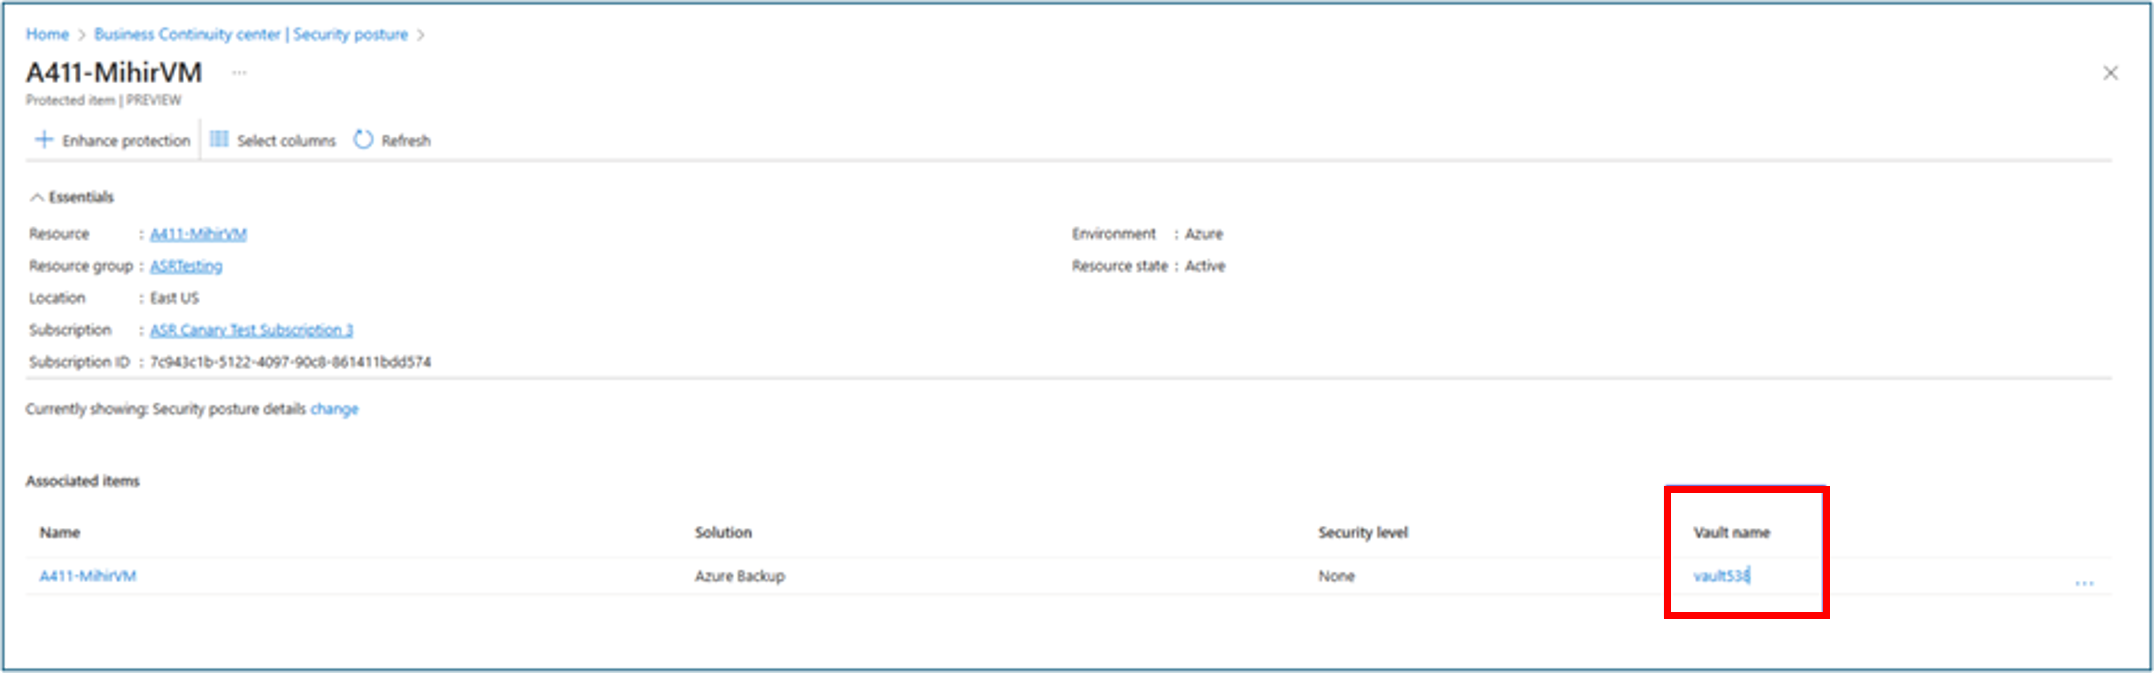 Home > Business Continuity center | Security posture >
A411-MihirVM ...
Protected item | PREVIEW
Enhance protection Select columns Refresh
Essentials
Resource : A411-MihirVM Environment : Azure
Resource group : ASRTesting Resource state : Active
Location : East US
Subscription : ASR Canary Test Subscription 3
Subscription ID : 7c943c1b-5122-4097-90c8-861411bdd574
Currently showing: Security posture details change
Associated items
Name Solution Security level Vault name
A411-MihirVM Azure Backup None vault538 ...